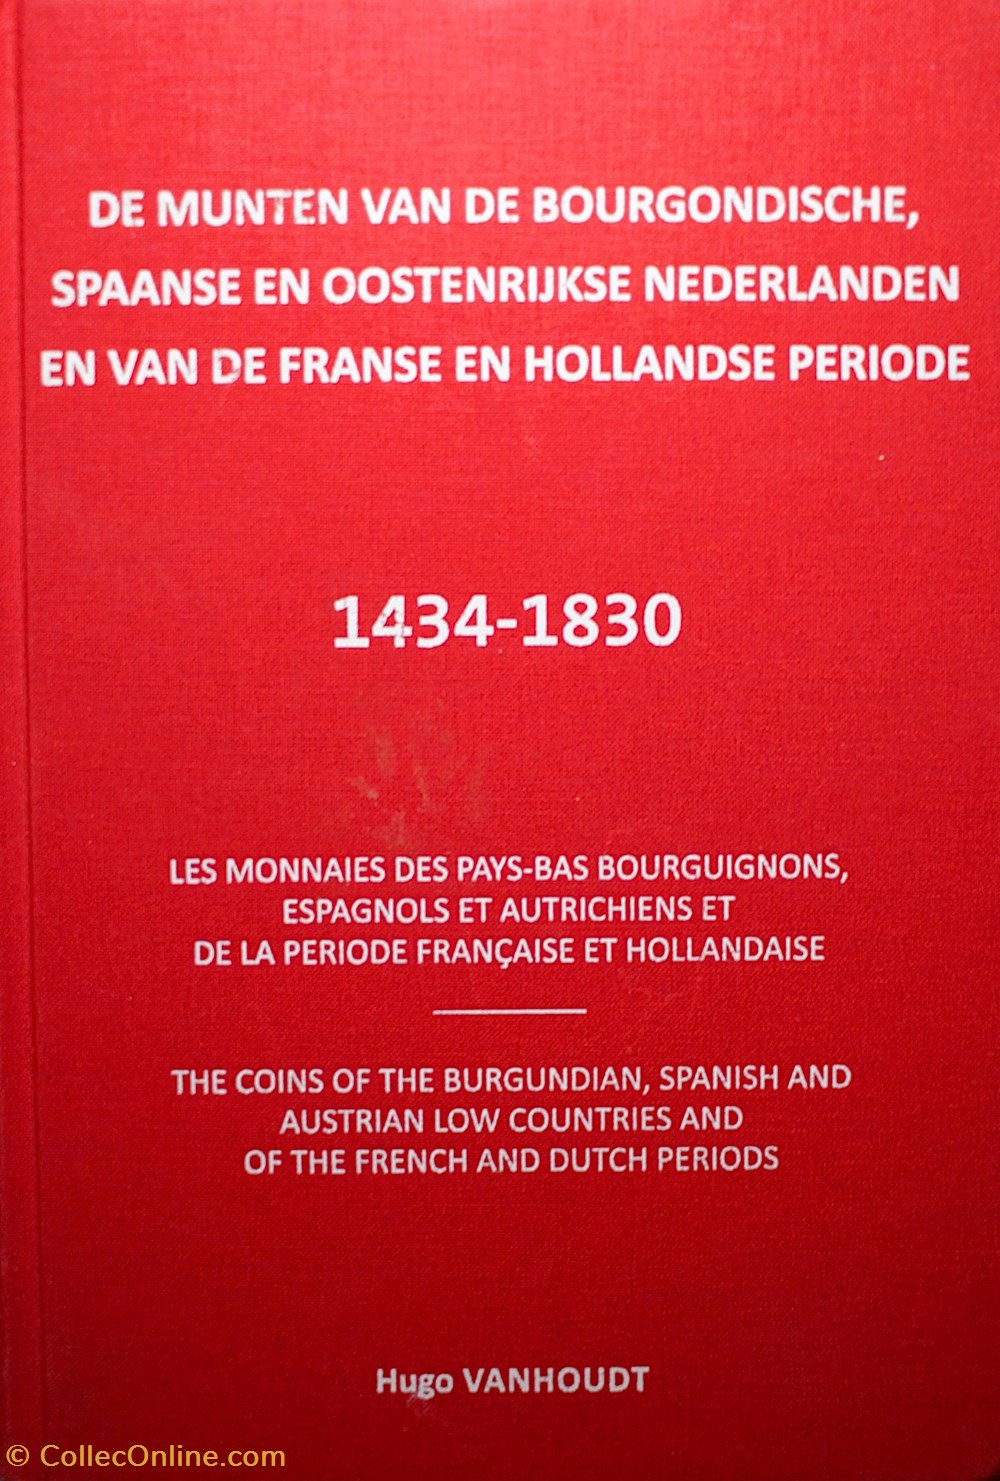 DE MUNTEN VAN DE BOURGONDISCHE,
SPAANSE EN OOSTENRIJKSE NEDERLANDEN
EN VAN DE FRANSE EN HOLLANDSE PERIODE
1434-1830
LES MONNAIES DES PAYS-BAS BOURGUIGNONS,
ESPAGNOLS ET AUTRICHIENS ET
DE LA PERIODE FRANÇAISE ET HOLLANDAISE
THE COINS OF THE BURGUNDIAN, SPANISH AND
AUSTRIAN LOW COUNTRIES AND
OF THE FRENCH AND DUTCH PERIODS
Hugo VANHOUDT
© CollecOnline.com